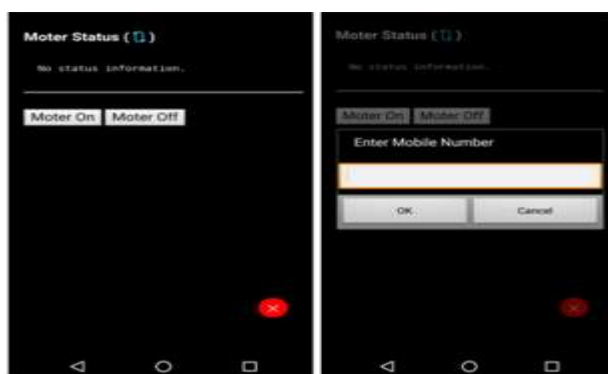 Moter Status ( )
No status information.
Moter On Moter Off
Moter Status ( )
No status information.
Moter On Moter Off
Enter Mobile Number
OK Cancel